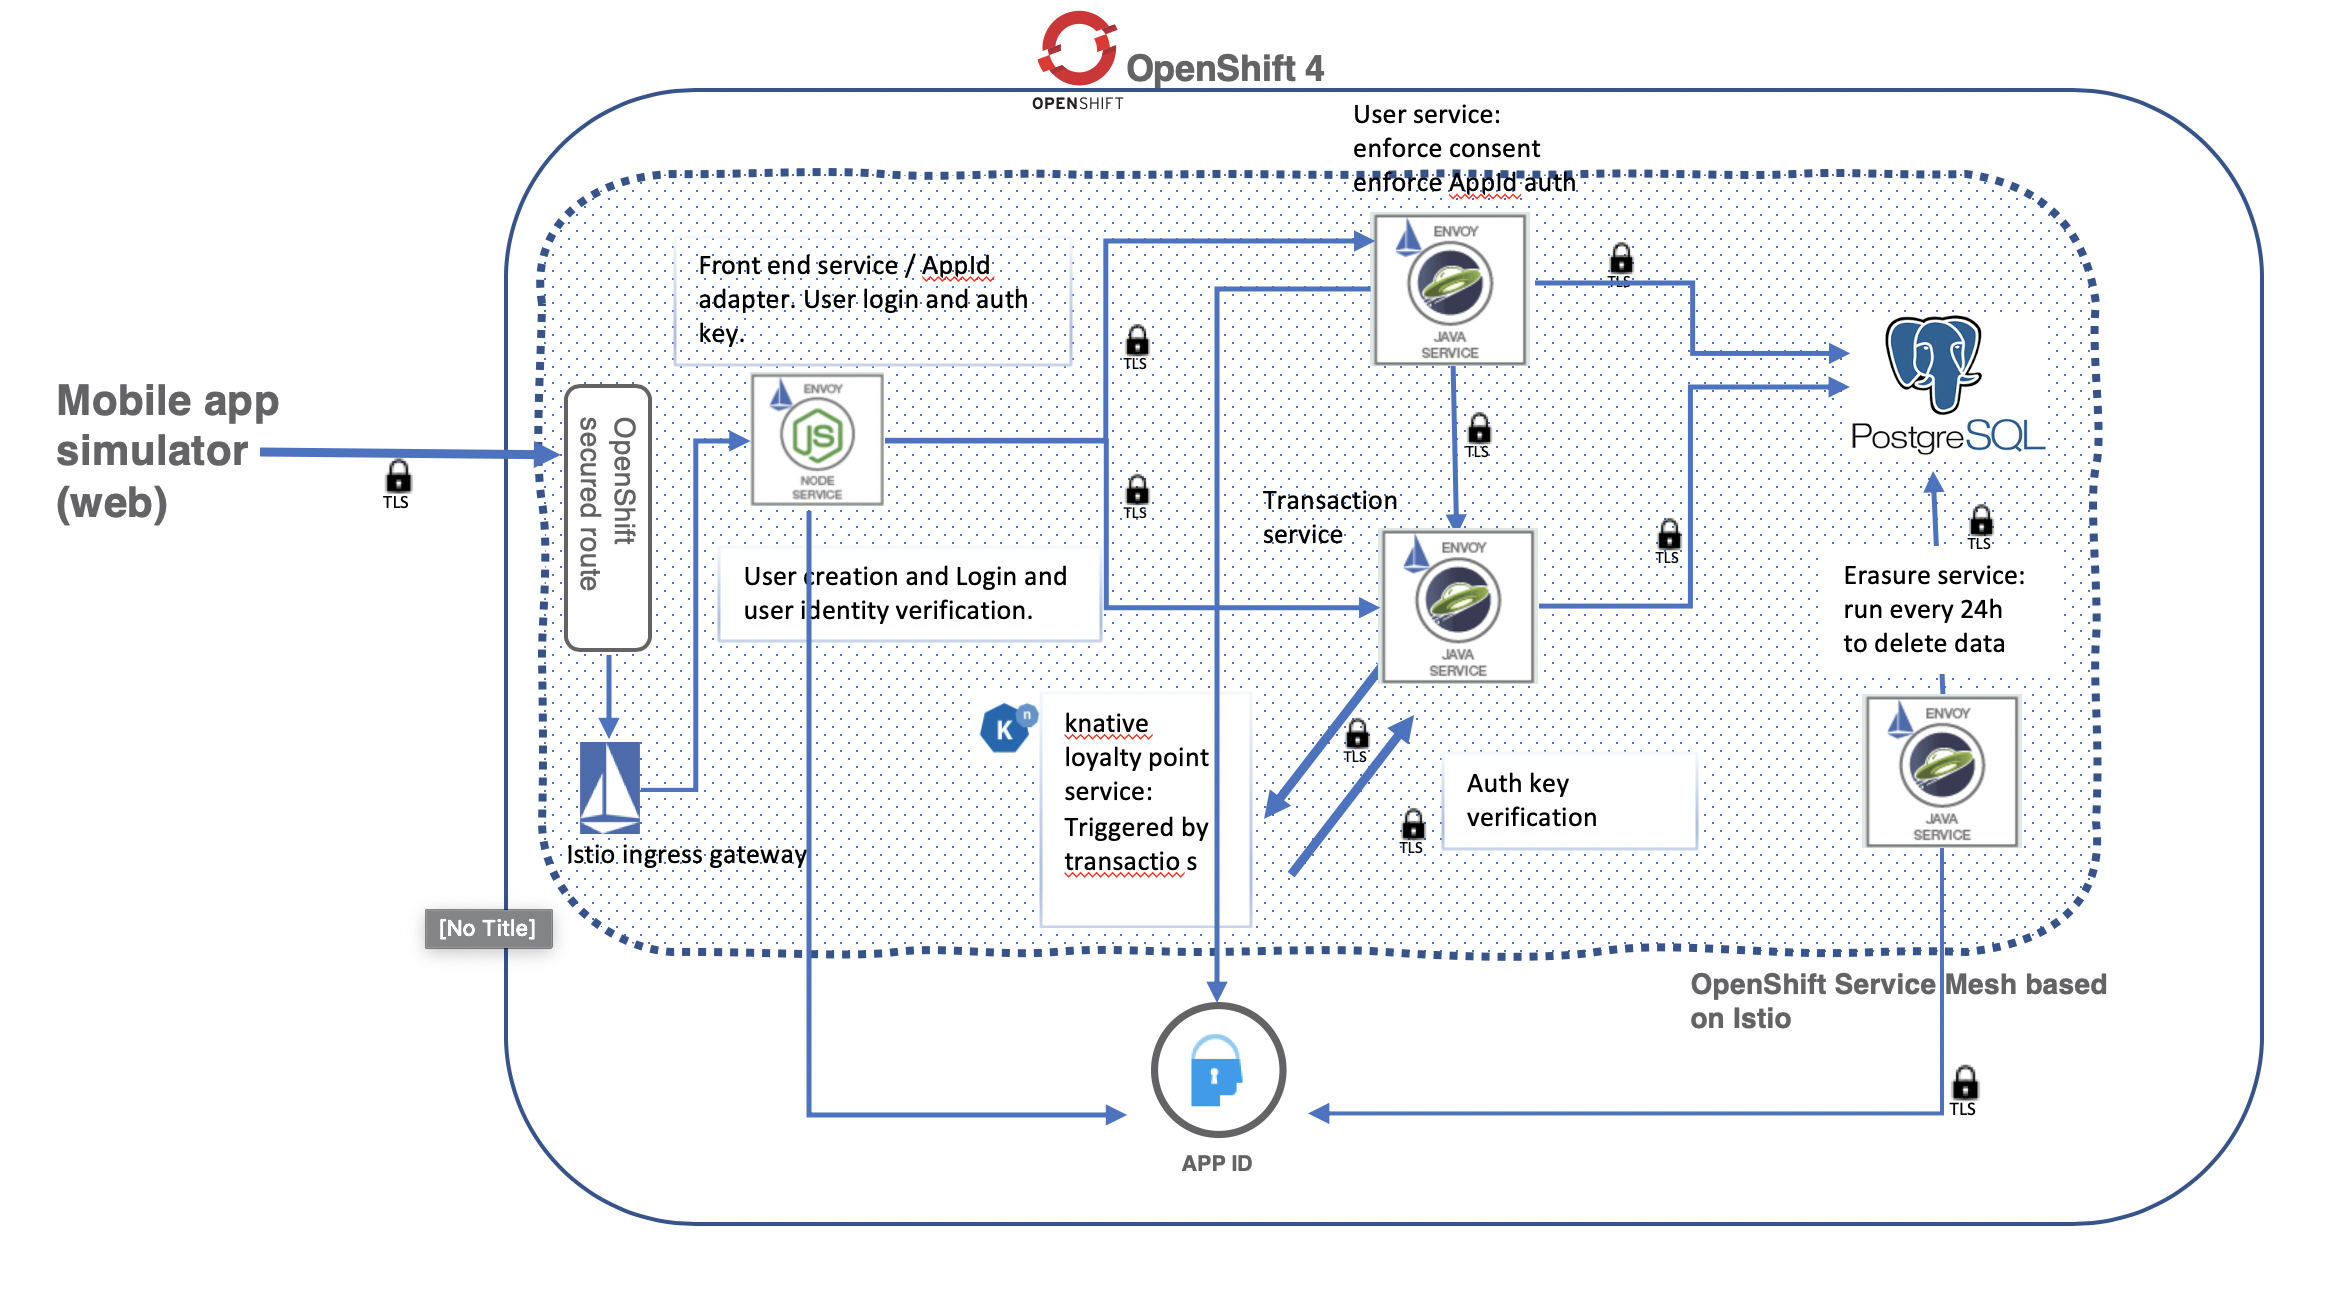 OpenShift 4
OPENSHIFT
User service:
enforce consent
enforce AppId auth
ENVOY
JAVA
SERVICE
TLS
Front end service / AppId
adapter. User login and auth
key.
TLS
Mobile app
simulator
(web)
TLS
OpenShift
secured route
ENVOY
JS
NODE
SERVICE
TLS
PostgreSQL
TLS
Transaction
service
ENVOY
JAVA
SERVICE
TLS
TLS
User creation and Login and
user identity verification.
Erasure service:
run every 24h
to delete data
K
n
knative
loyalty point
service:
Triggered by
transactio s
TLS
TLS
Auth key
verification
ENVOY
JAVA
SERVICE
Istio ingress gateway
[No Title]
OpenShift Service Mesh based
on Istio
TLS
APP ID